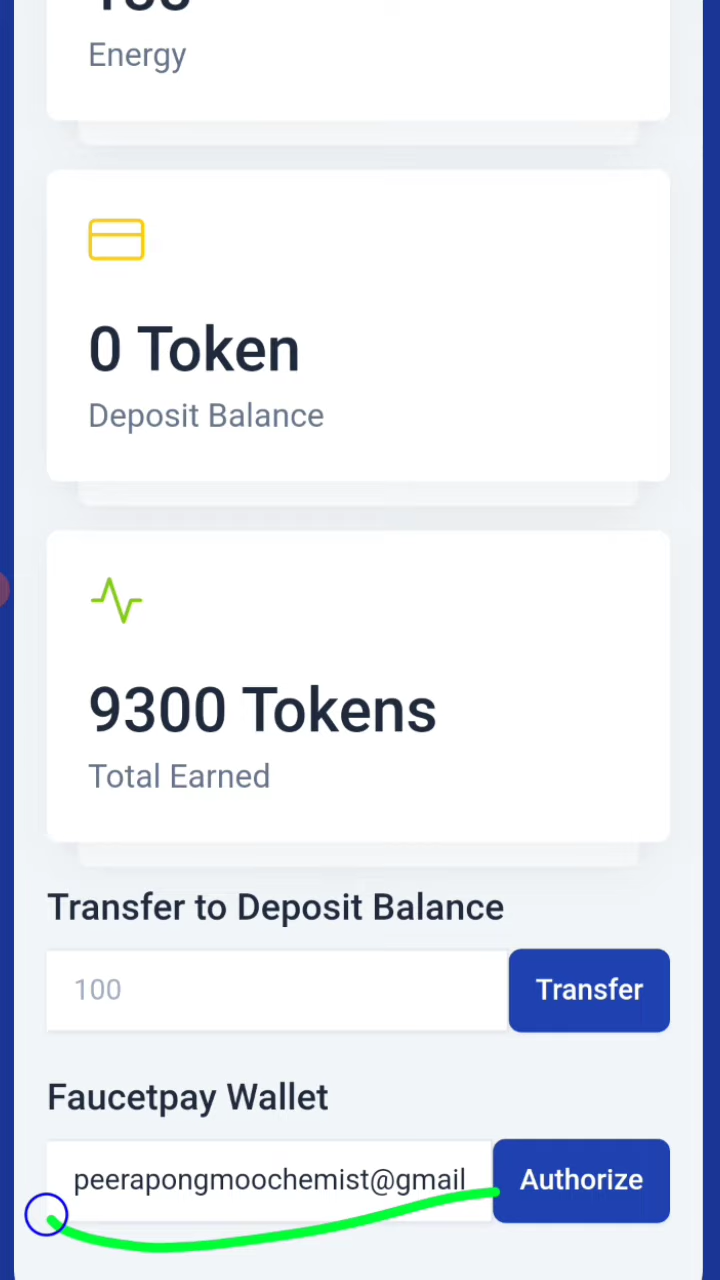 Energy
0 Token
Deposit Balance
9300 Tokens
Total Earned
Transfer to Deposit Balance
100
Transfer
Faucetpay Wallet
peerapongmoochemist@gmail
Authorize